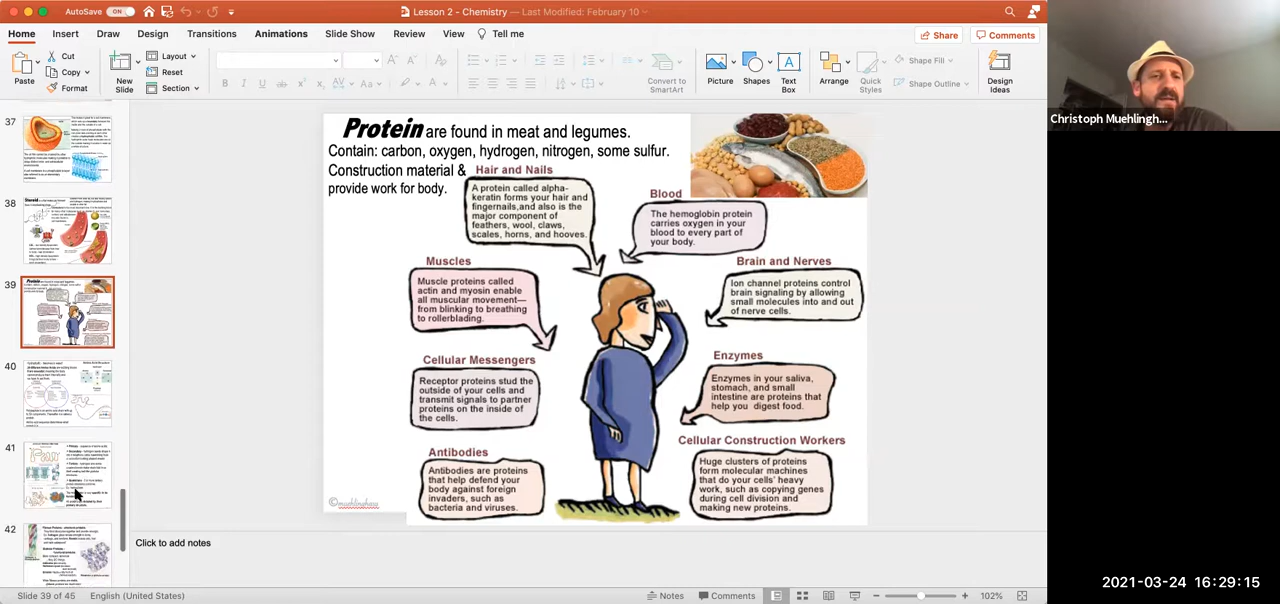 AutoSave ON
Lesson 2 - Chemistry — Last Modified: February 10
Home Insert Draw Design Transitions Animations Slide Show Review View Tell me
Share Comments
Paste
Cut
Copy
Format
New
Slide
Layout
Reset
Section
Convert to
SmartArt
Picture
Shapes
Text
Box
Arrange
Quick
Styles
Shape Fill
Shape Outline
Design
Ideas
Christoph Muehlingh...
37
38
39
40
41
42
Protein are found in meat and legumes.
Contain: carbon, oxygen, hydrogen, nitrogen, some sulfur.
Construction material &
provide work for body.
Hair and Nails
A protein called alpha-
keratin forms your hair and
fingernails,and also is the
major component of
feathers, wool, claws,
scales, horns, and hooves.
Blood
The hemoglobin protein
carries oxygen in your
blood to every part of
your body.
Muscles
Muscle proteins called
actin and myosin enable
all muscular movement—
from blinking to breathing
to rollerblading.
Brain and Nerves
Ion channel proteins control
brain signaling by allowing
small molecules into and out
of nerve cells.
Cellular Messengers
Receptor proteins stud the
outside of your cells and
transmit signals to partner
proteins on the inside of
the cells.
Enzymes
Enzymes in your saliva,
stomach, and small
intestine are proteins that
help you digest food.
Antibodies
Antibodies are proteins
that help defend your
body against foreign
invaders, such as
bacteria and viruses.
Cellular Construction Workers
Huge clusters of proteins
form molecular machines
that do your cells' heavy
work, such as copying genes
during cell division and
making new proteins.
Click to add notes
Slide 39 of 45 English (United States) Notes Comments 102%
2021-03-24 16:29:15